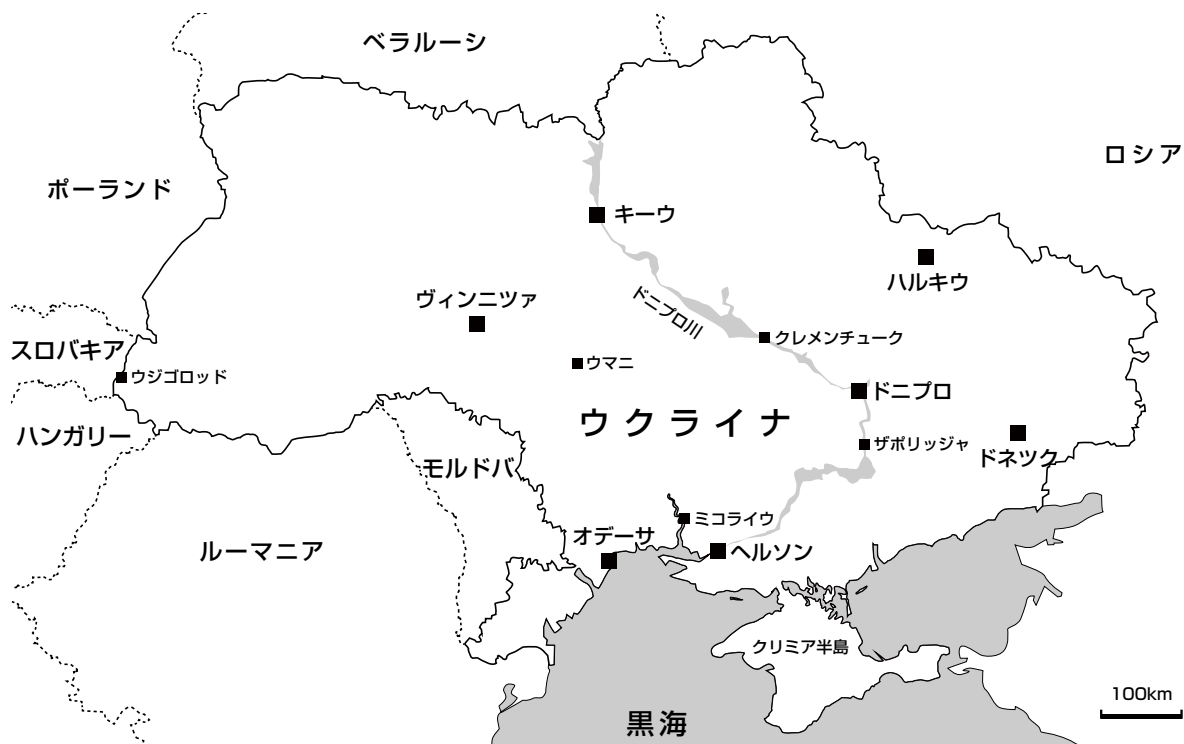 ベラルーシ
ロシア
ポーランド
キーウ
ハルキウ
ヴィンニツァ
ドニプロ川
クレメンチューク
スロバキア
ウマニ
ウジゴロッド
ドニプロ
ウクライナ
ハンガリー
ザポリッジャ
ドネツク
モルドバ
ミコライウ
オデーサ
ルーマニア
ヘルソン
クリミア半島
100km
黒海